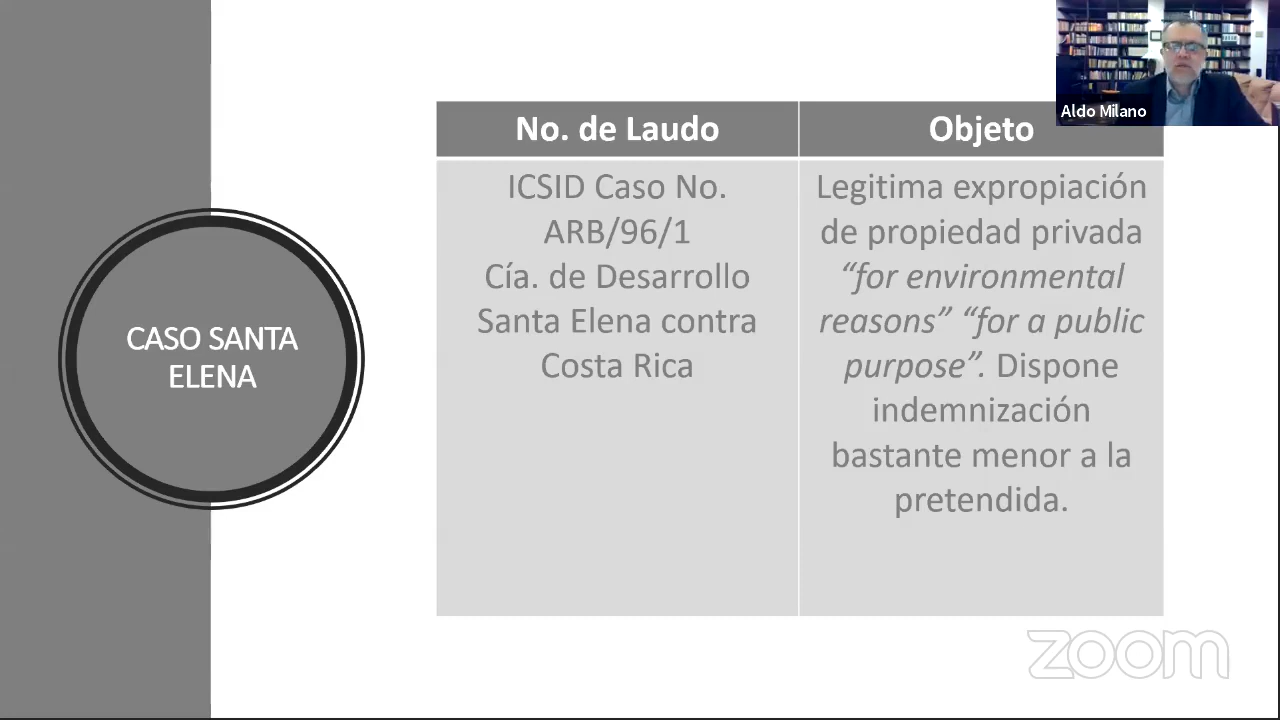 Aldo Milano
CASO SANTA
ELENA
No. de Laudo
Objeto
ICSID Caso No.
ARB/96/1
Cía. de Desarrollo
Santa Elena contra
Costa Rica
Legitima expropiación
de propiedad privada
“for environmental
reasons” “for a public
purpose”. Dispone
indemnización
bastante menor a la
pretendida.
zoom